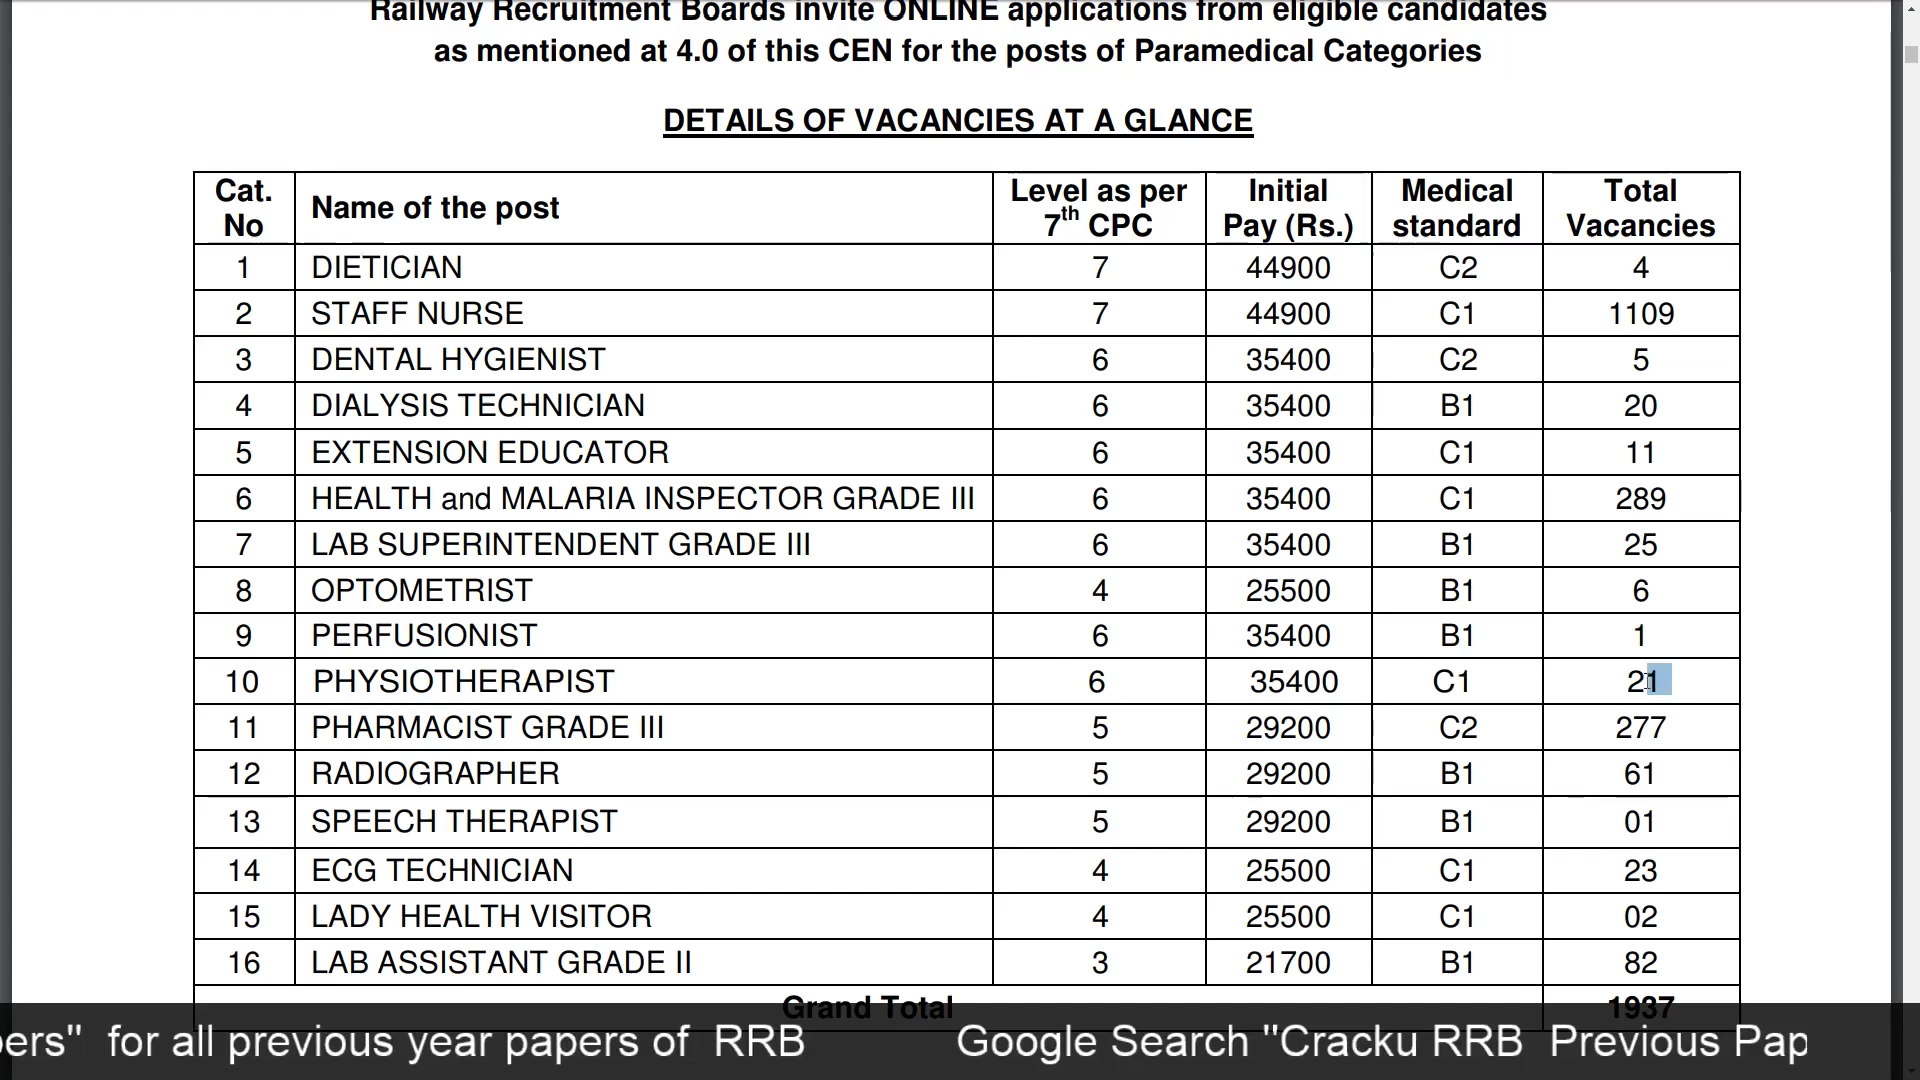 Railway Recruitment Boards invite ONLINE applications from eligible candidates
as mentioned at 4.0 of this CEN for the posts of Paramedical Categories
DETAILS OF VACANCIES AT A GLANCE
Cat. No Name of the post Level as per 7th CPC Initial Pay (Rs.) Medical standard Total Vacancies
1 DIETICIAN 7 44900 C2 4
2 STAFF NURSE 7 44900 C1 1109
3 DENTAL HYGIENIST 6 35400 C2 5
4 DIALYSIS TECHNICIAN 6 35400 B1 20
5 EXTENSION EDUCATOR 6 35400 C1 11
6 HEALTH and MALARIA INSPECTOR GRADE III 6 35400 C1 289
7 LAB SUPERINTENDENT GRADE III 6 35400 B1 25
8 OPTOMETRIST 4 25500 B1 6
9 PERFUSIONIST 6 35400 B1 1
10 PHYSIOTHERAPIST 6 35400 C1 21
11 PHARMACIST GRADE III 5 29200 C2 277
12 RADIOGRAPHER 5 29200 B1 61
13 SPEECH THERAPIST 5 29200 B1 01
14 ECG TECHNICIAN 4 25500 C1 23
15 LADY HEALTH VISITOR 4 25500 C1 02
16 LAB ASSISTANT GRADE II 3 21700 B1 82
Grand Total 1937
ers" for all previous year papers of RRB Google Search "Cracku RRB Previous Pap